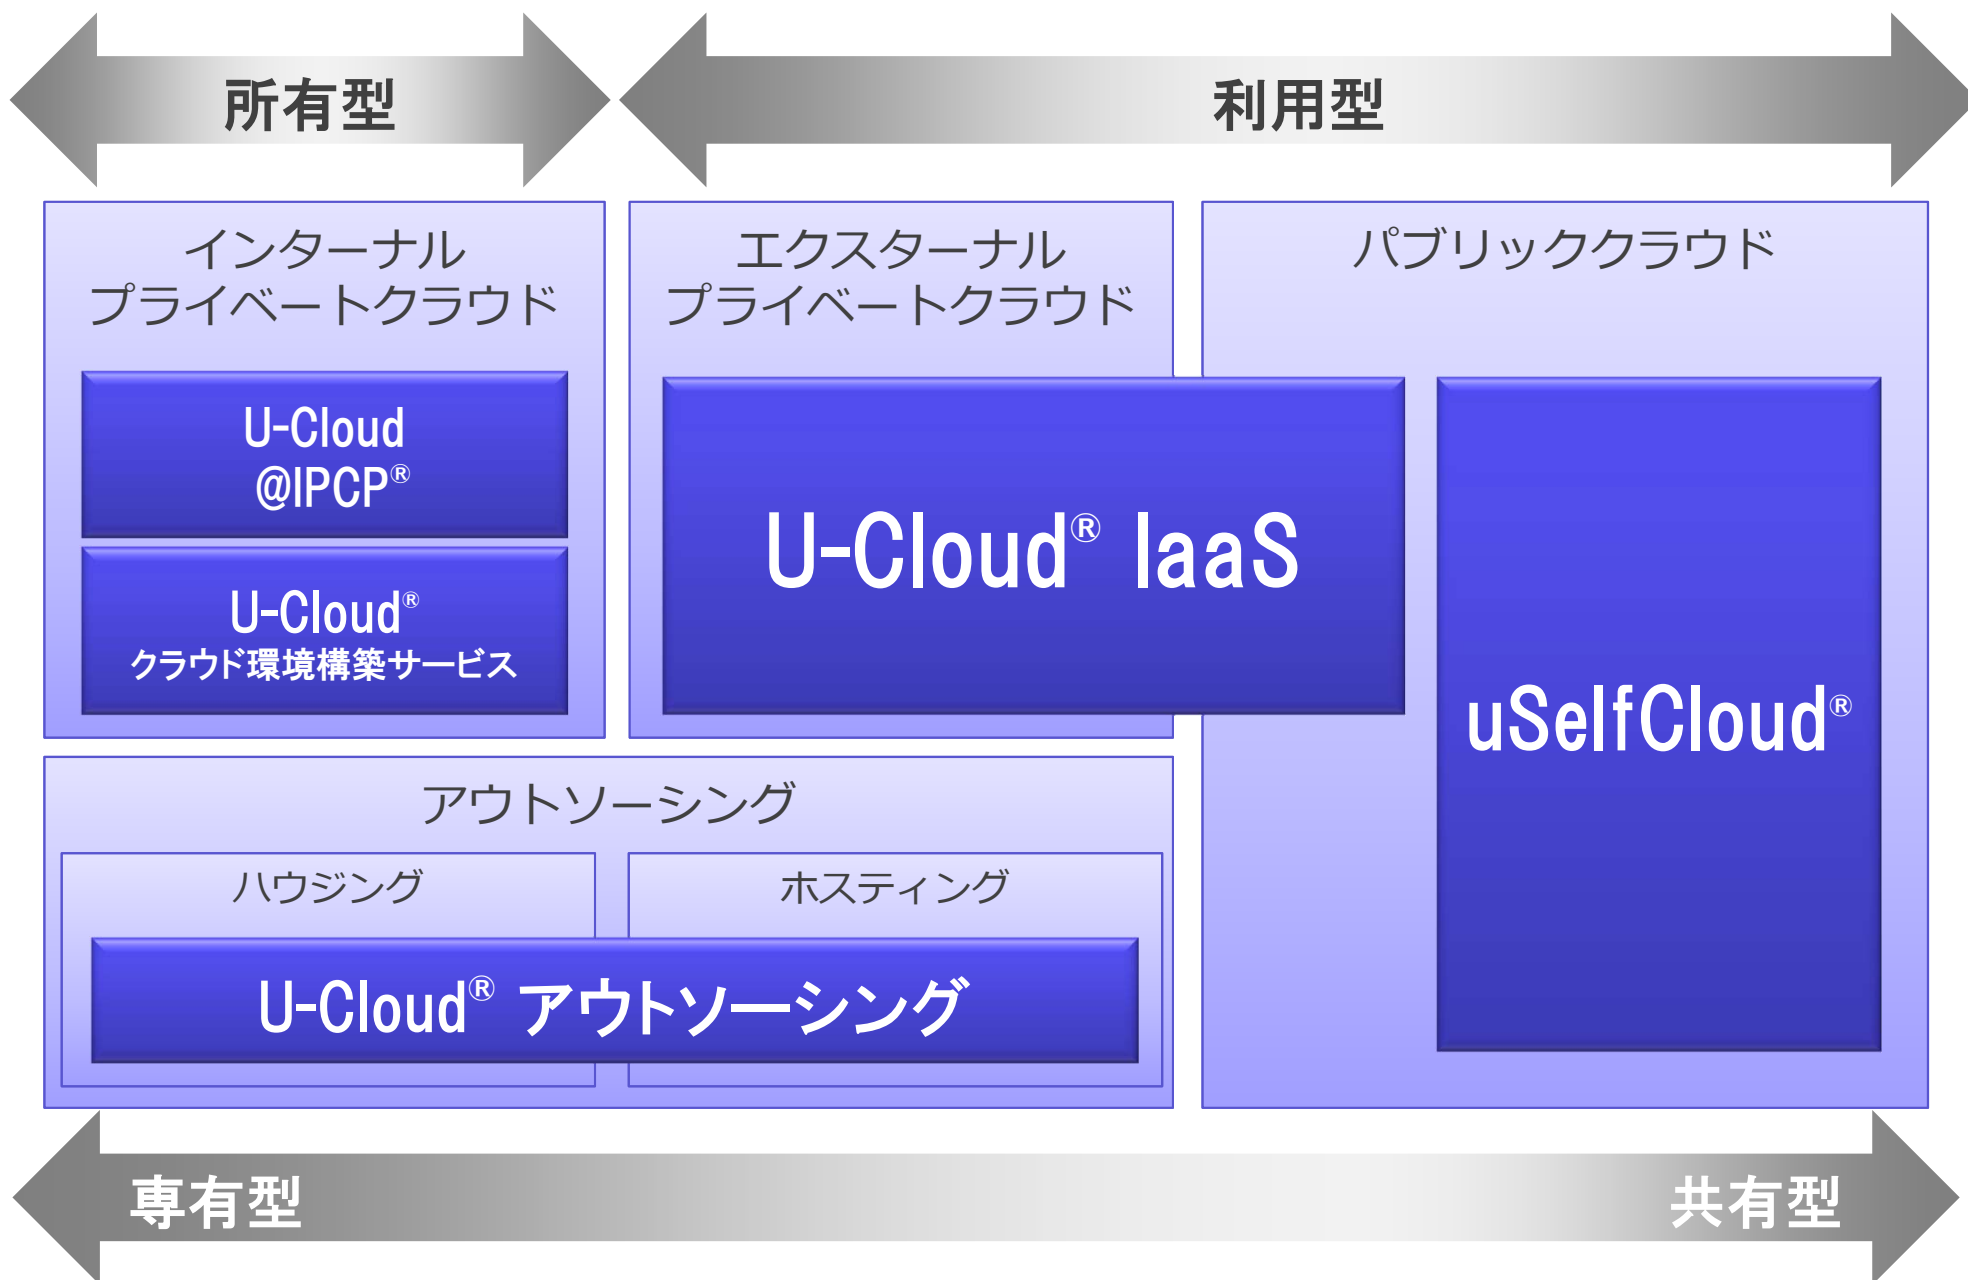 所有型
利用型
インターナル
プライベートクラウド
U-Cloud
@IPCP®
U-Cloud®
クラウド環境構築サービス
エクスターナル
プライベートクラウド
パブリッククラウド
U-Cloud® IaaS
uSelfCloud®
アウトソーシング
ハウジング
ホスティング
U-Cloud® アウトソーシング
専有型
共有型